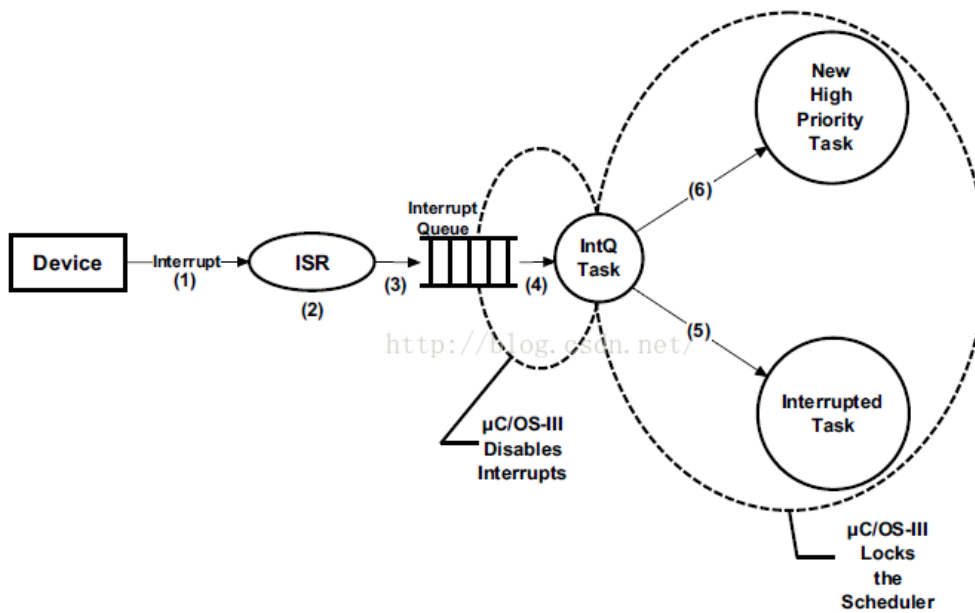 Device
Interrupt
(1)
ISR
(2)
(3)
Interrupt
Queue
(4)
IntQ
Task
(6)
New
High
Priority
Task
(5)
Interrupted
Task
http://blog.csdn.net/
µC/OS-III
Disables
Interrupts
µC/OS-III
Locks
the
Scheduler